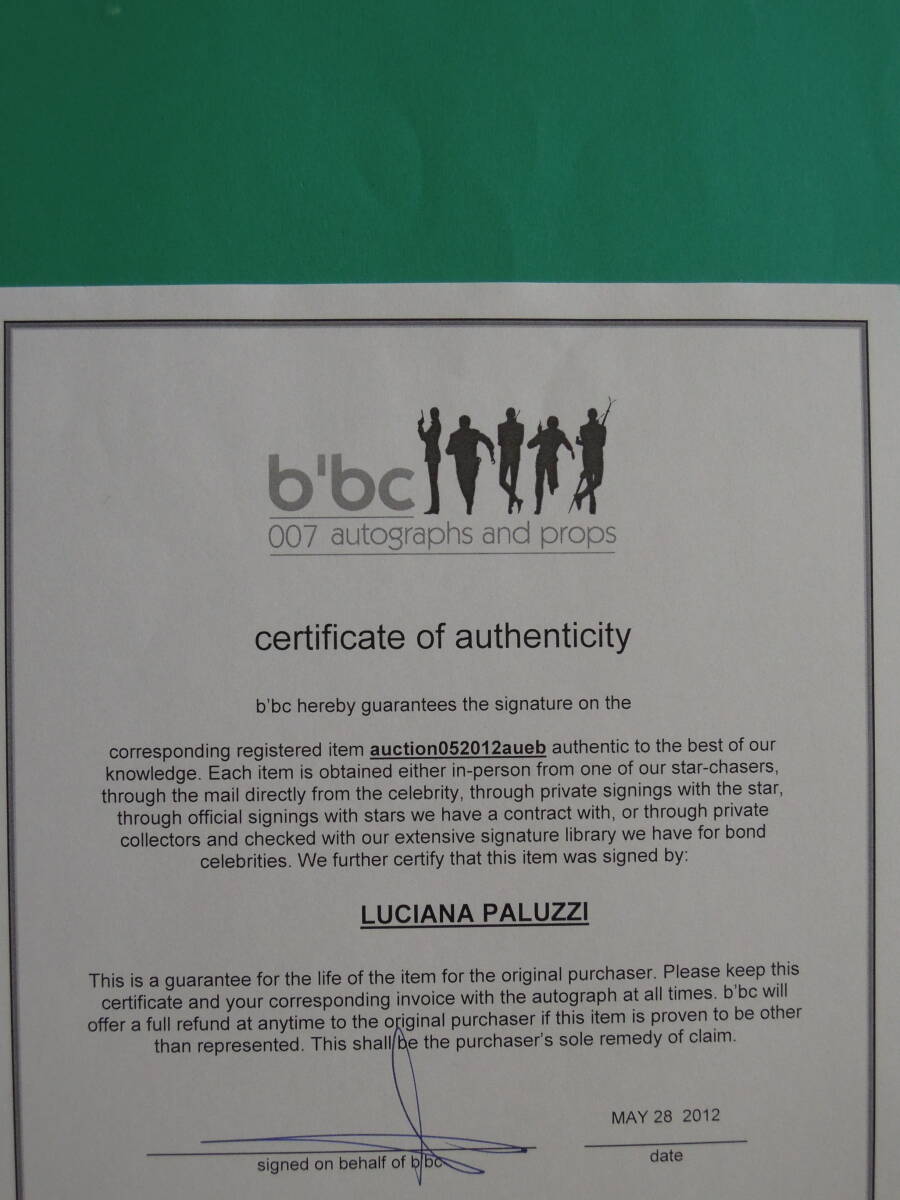 b'bc
007 autographs and props
certificate of authenticity
b'bc hereby guarantees the signature on the
corresponding registered item auction052012aueb authentic to the best of our
knowledge. Each item is obtained either in-person from one of our star-chasers,
through the mail directly from the celebrity, through private signings with the star,
through official signings with stars we have a contract with, or through private
collectors and checked with our extensive signature library we have for bond
celebrities. We further certify that this item was signed by:
LUCIANA PALUZZI
This is a guarantee for the life of the item for the original purchaser. Please keep this
certificate and your corresponding invoice with the autograph at all times. b'bc will
offer a full refund at anytime to the original purchaser if this item is proven to be other
than represented. This shall be the purchaser's sole remedy of claim.
MAY 28 2012
signed on behalf of b'bc
date